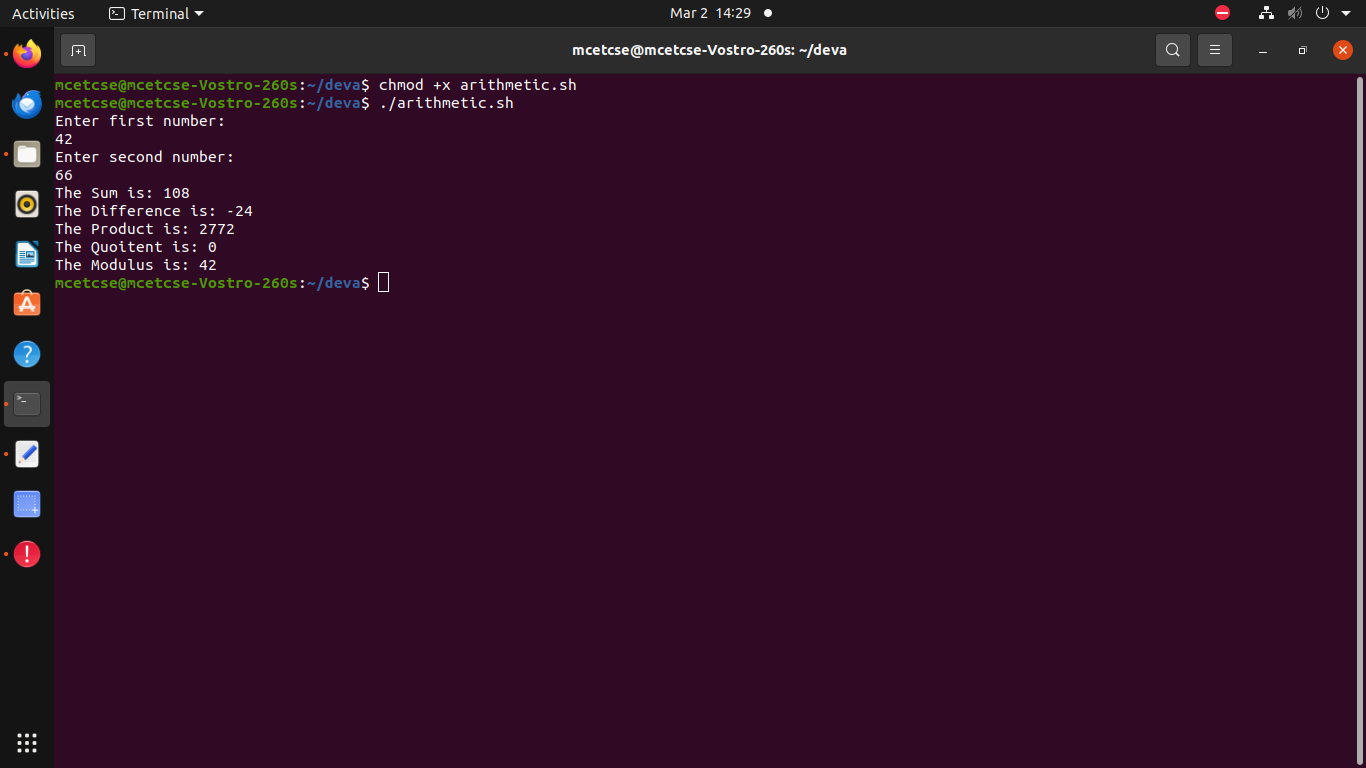 Activities Terminal Mar 2 14:29
mcetcse@mcetcse-Vostro-260s: ~/deva
mcetcse@mcetcse-Vostro-260s:~/deva$ chmod +x arithmetic.sh
mcetcse@mcetcse-Vostro-260s:~/deva$ ./arithmetic.sh
Enter first number:
42
Enter second number:
66
The Sum is: 108
The Difference is: -24
The Product is: 2772
The Quoitent is: 0
The Modulus is: 42
mcetcse@mcetcse-Vostro-260s:~/deva$